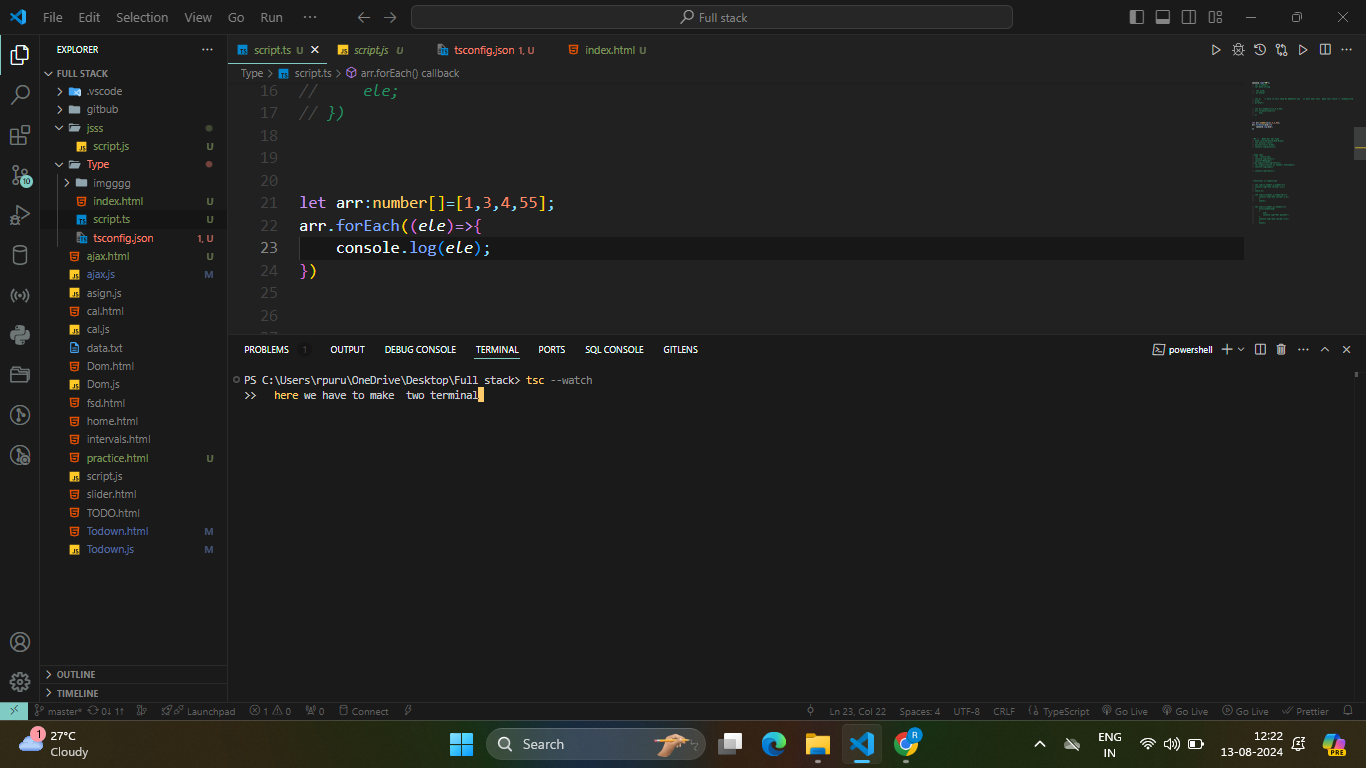 File Edit Selection View Go Run ··· Full stack
EXPLORER ···
FULL STACK
.vscode
gitbub
jsss
script.js U
Type
imgggg
index.html U
script.ts U
tsconfig.json 1, U
ajax.html U
ajax.js M
asign.js
cal.html
cal.js
data.txt
Dom.html
Dom.js
fsd.html
home.html
intervals.html
practice.html U
script.js
slider.html
TODO.html
Todown.html M
Todown.js M
OUTLINE
TIMELINE
script.ts U script.js U tsconfig.json 1, U index.html U
Type > script.ts > arr.forEach() callback
16 // ele;
17 // })
18
19
20
21 let arr:number[]=[1,3,4,55];
22 arr.forEach((ele)=>{
23 console.log(ele);
24 })
25
26
PROBLEMS 1 OUTPUT DEBUG CONSOLE TERMINAL PORTS SQL CONSOLE GITLENS powershell
PS C:\Users\rpuru\OneDrive\Desktop\Full stack> tsc --watch
>> here we have to make two terminal
10
master* 0↓ 1↑ Launchpad 1 0 0 Connect Ln 23, Col 22 Spaces: 4 UTF-8 CRLF TypeScript Go Live Go Live Go Live Prettier
1
27°C
Cloudy
Search
R
ENG
IN
12:22
13-08-2024
PRE